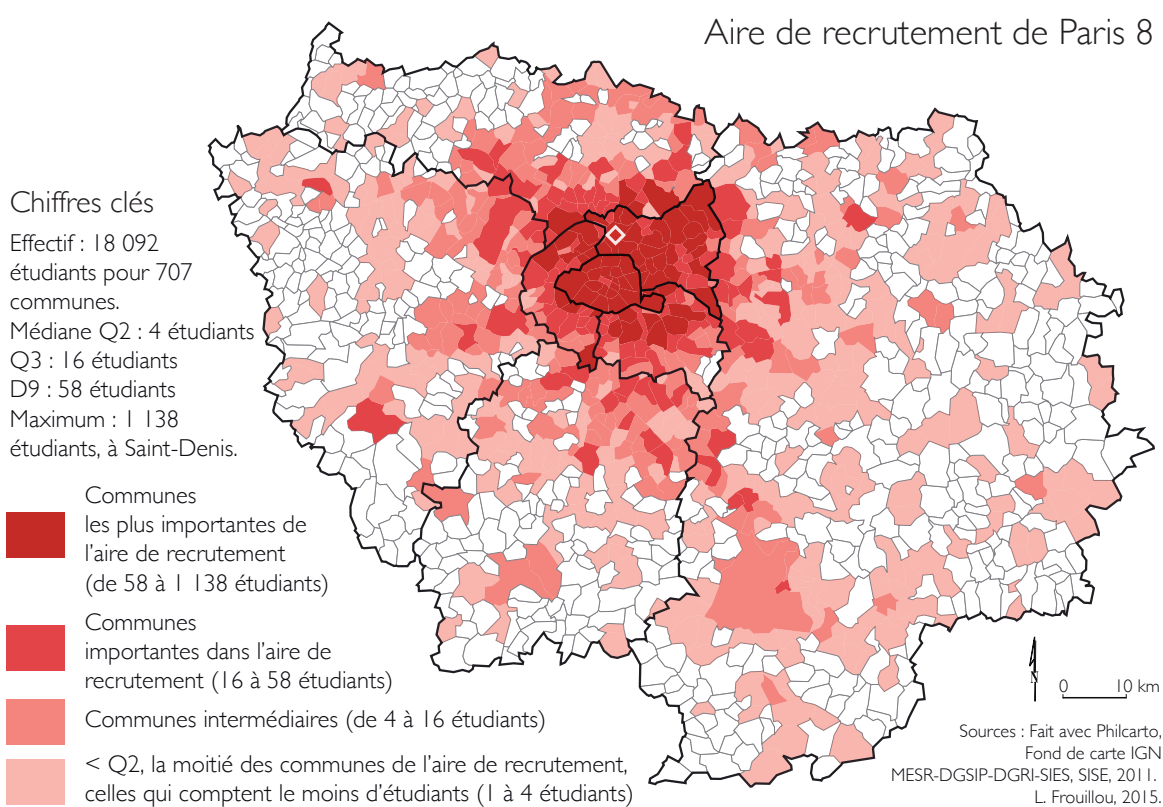 Aire de recrutement de Paris 8
Chiffres clés
Effectif : 18 092
étudiants pour 707
communes.
Médiane Q2 : 4 étudiants
Q3 : 16 étudiants
D9 : 58 étudiants
Maximum : 1 138
étudiants, à Saint-Denis.
Communes
les plus importantes de
l'aire de recrutement
(de 58 à 1 138 étudiants)
Communes
importantes dans l'aire de
recrutement (16 à 58 étudiants)
Communes intermédiaires (de 4 à 16 étudiants)
< Q2, la moitié des communes de l'aire de recrutement,
celles qui comptent le moins d'étudiants (1 à 4 étudiants)
N
0 10 km
Sources : Fait avec Philcarto,
Fond de carte IGN
MESR-DGSIP-DGRI-SIES, SISE, 2011.
L. Frouillou, 2015.